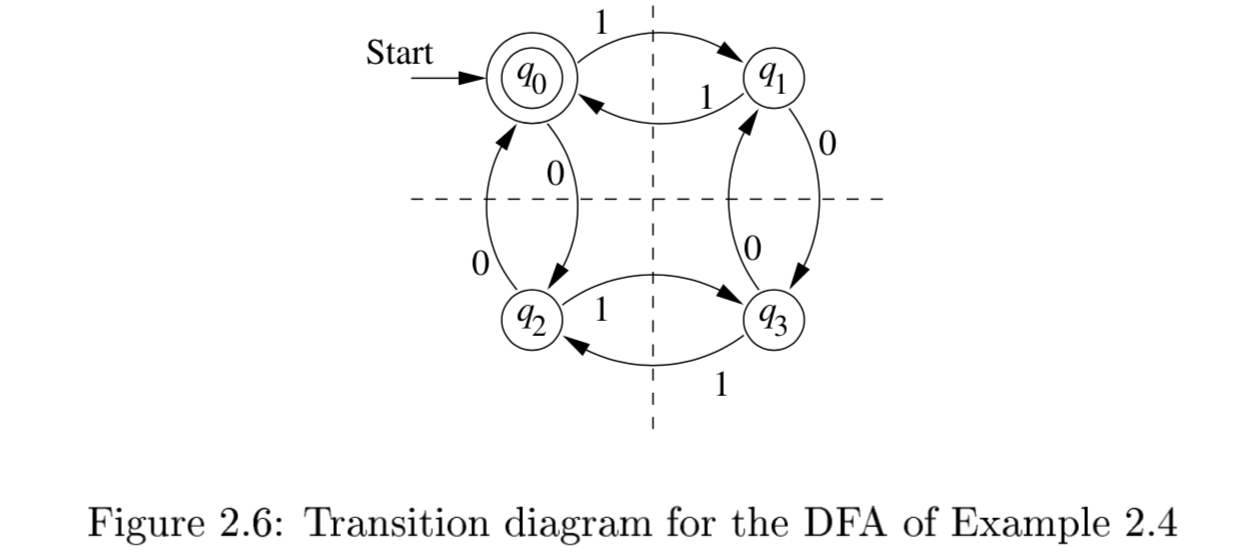 1
Start
q0
q1
1
0
0
0
0
q2
1
q3
1
Figure 2.6: Transition diagram for the DFA of Example 2.4